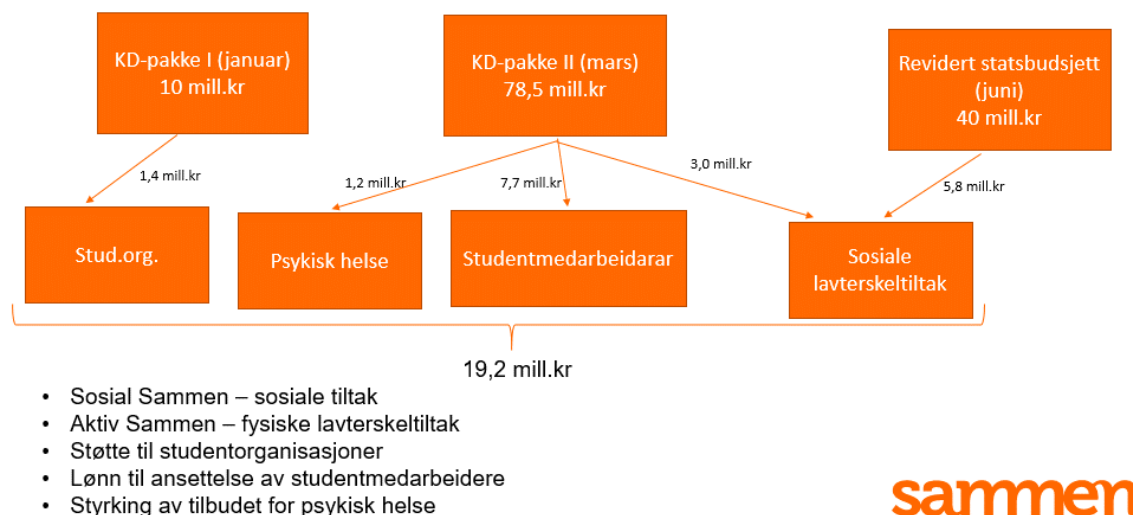 KD-pakke I (januar)
10 mill.kr
KD-pakke II (mars)
78,5 mill.kr
Revidert statsbudsjett
(juni)
40 mill.kr
1,4 mill.kr
1,2 mill.kr
7,7 mill.kr
3,0 mill.kr
5,8 mill.kr
Stud.org.
Psykisk helse
Studentmedarbeidarar
Sosiale
lavterskeltiltak
19,2 mill.kr
• Sosial Sammen – sosiale tiltak
• Aktiv Sammen – fysiske lavterskeltiltak
• Støtte til studentorganisasjoner
• Lønn til ansettelse av studentmedarbeidere
• Styrking av tilbudet for psykisk helse
sammen